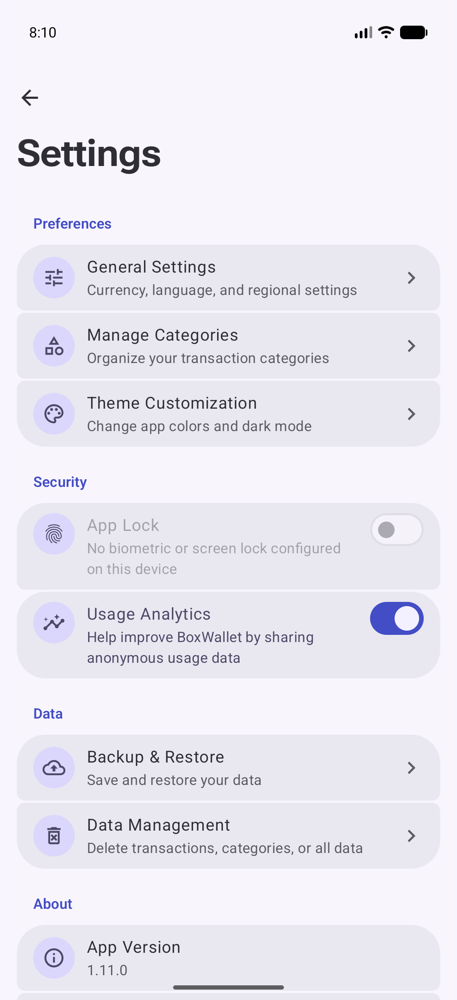 8:10
Settings
Preferences
General Settings
Currency, language, and regional settings
Manage Categories
Organize your transaction categories
Theme Customization
Change app colors and dark mode
Security
App Lock
No biometric or screen lock configured
on this device
Usage Analytics
Help improve BoxWallet by sharing
anonymous usage data
Data
Backup & Restore
Save and restore your data
Data Management
Delete transactions, categories, or all data
About
App Version
1.11.0